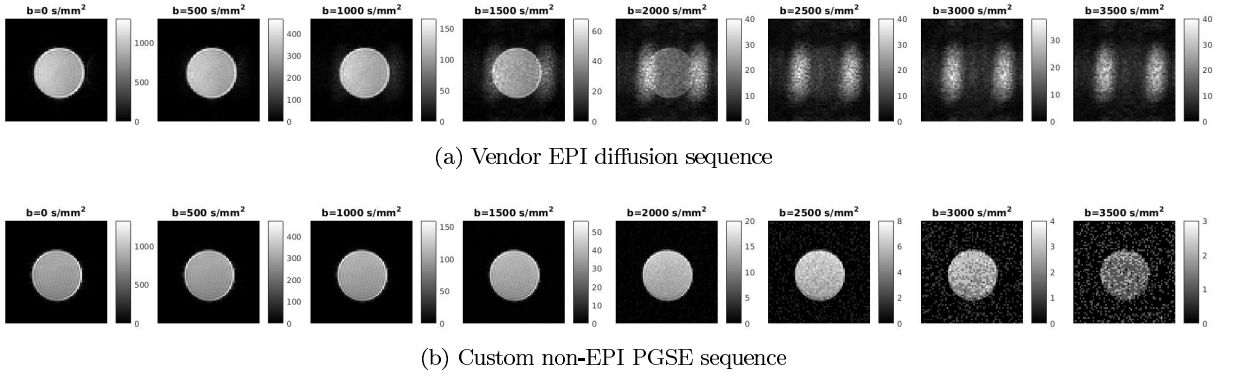 b=0 s/mm² b=500 s/mm² b=1000 s/mm² b=1500 s/mm² b=2000 s/mm² b=2500 s/mm² b=3000 s/mm² b=3500 s/mm²
1000 500 0 400 300 200 100 0 150 100 50 0 150 100 50 0 60 40 20 0 40 30 20 10 0 40 30 20 10 0 30 20 10 0 40 30 20 10 0
(a) Vendor EPI diffusion sequence
b=0 s/mm² b=500 s/mm² b=1000 s/mm² b=1500 s/mm² b=2000 s/mm² b=2500 s/mm² b=3000 s/mm² b=3500 s/mm²
1000 500 0 400 300 200 100 0 150 100 50 0 50 40 30 20 10 0 20 15 10 5 0 8 6 4 2 0 4 3 2 1 0 3 2 1 0
(b) Custom non-EPI PGSE sequence